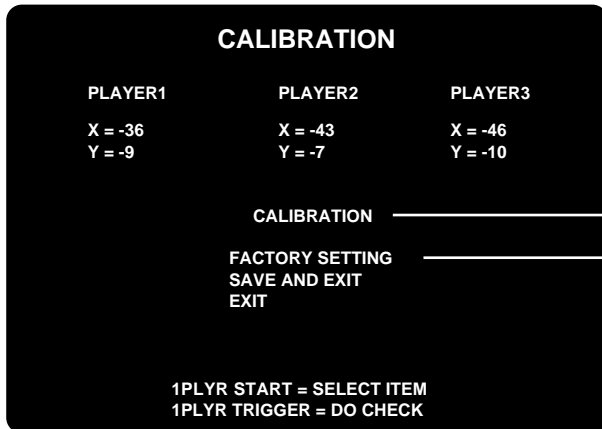 CALIBRATION
PLAYER1 PLAYER2 PLAYER3
X = -36 X = -43 X = -46
Y = -9 Y = -7 Y = -10
CALIBRATION
FACTORY SETTING
SAVE AND EXIT
EXIT
1PLYR START = SELECT ITEM
1PLYR TRIGGER = DO CHECK